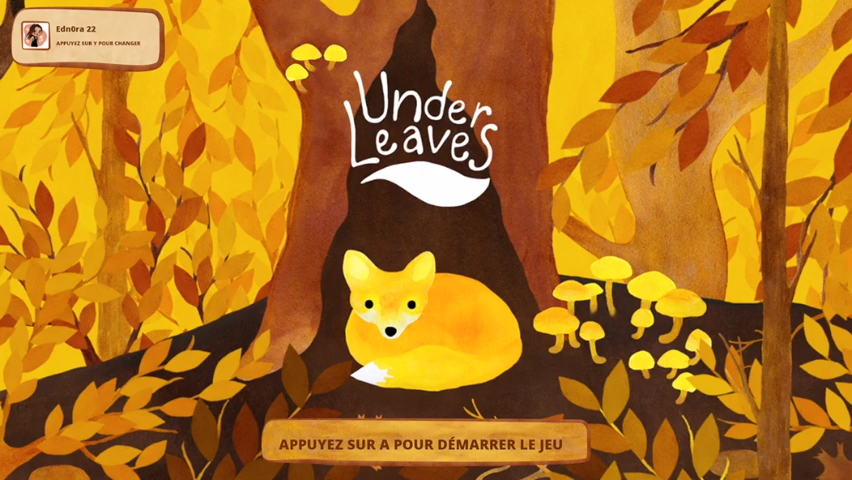 Edn0ra 22
APPUYEZ SUR Y POUR CHANGER
Under
Leaves
APPUYEZ SUR A POUR DÉMARRER LE JEU